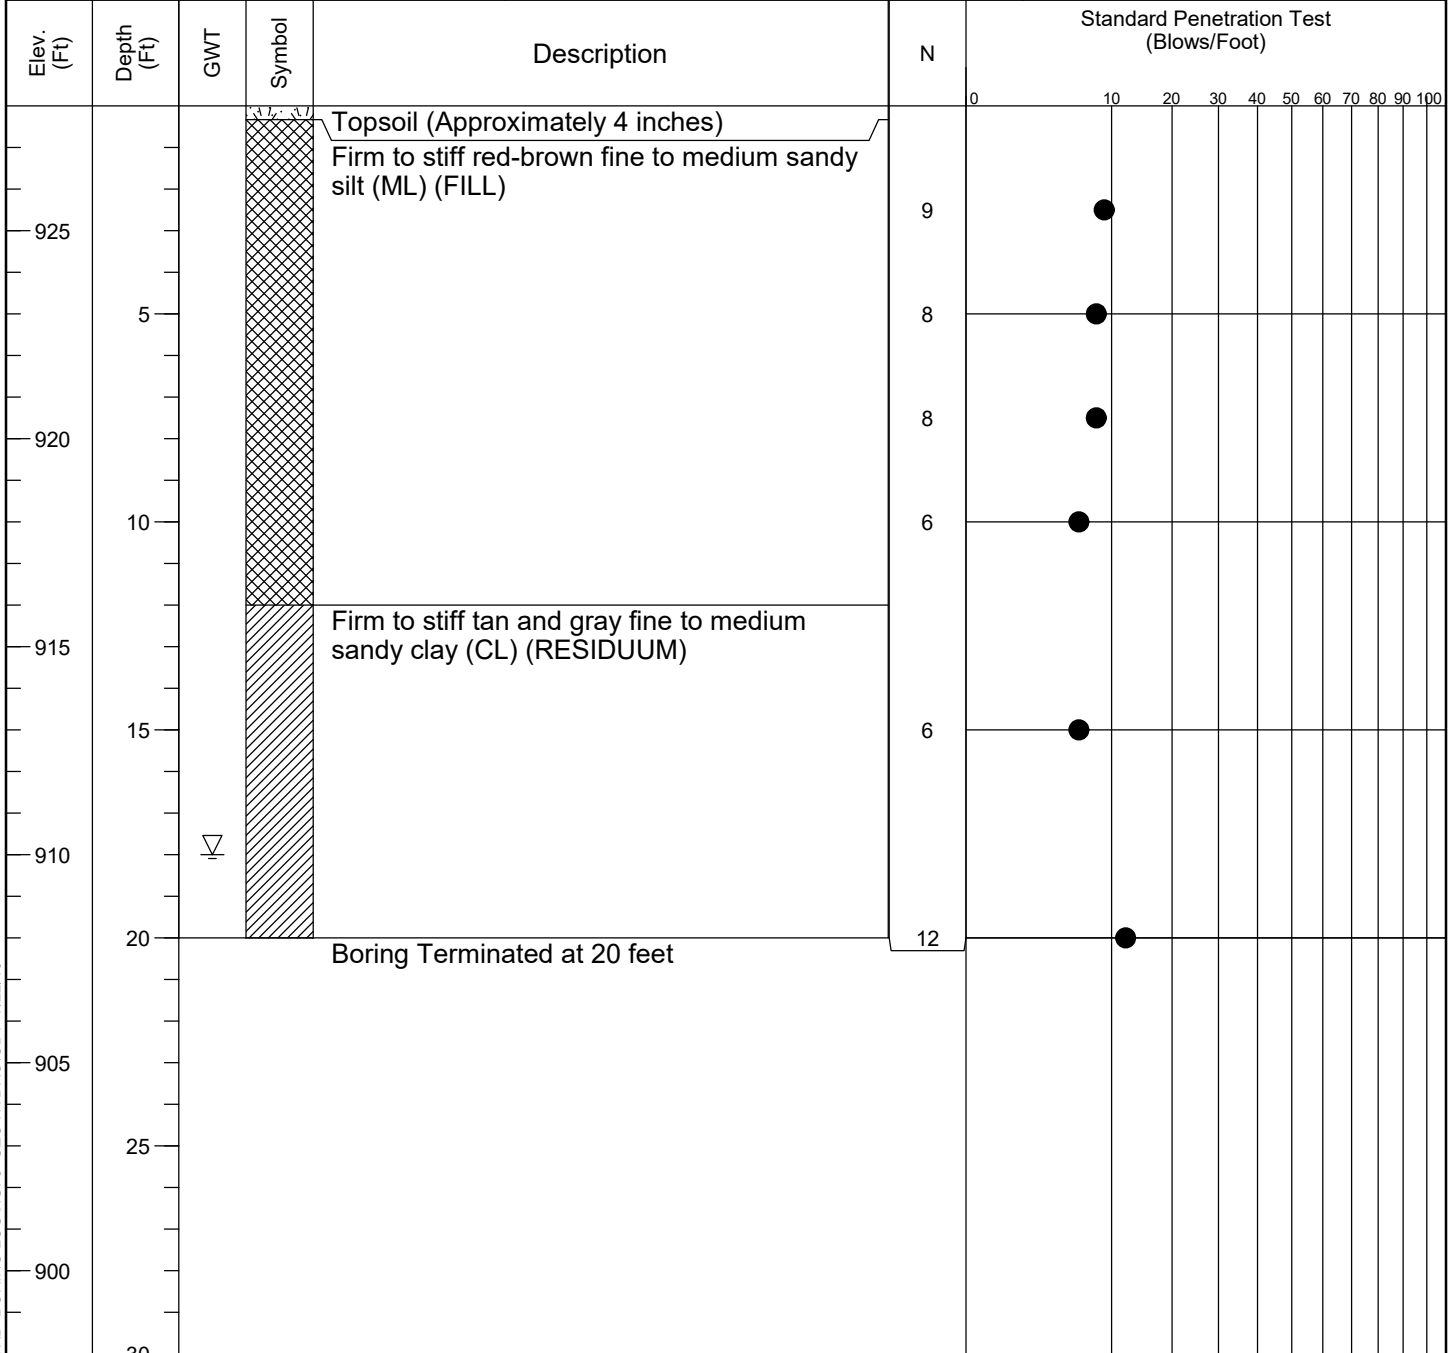 Elev.
(Ft)
Depth
(Ft)
GWT
Symbol
Description
N
Standard Penetration Test
(Blows/Foot)
0 10 20 30 40 50 60 70 80 90 100
Topsoil (Approximately 4 inches)
Firm to stiff red-brown fine to medium sandy
silt (ML) (FILL)
9
925
5 8
8
920
10 6
Firm to stiff tan and gray fine to medium
sandy clay (CL) (RESIDUUM)
915
15 6
910
20 12
Boring Terminated at 20 feet
905
25
900
30